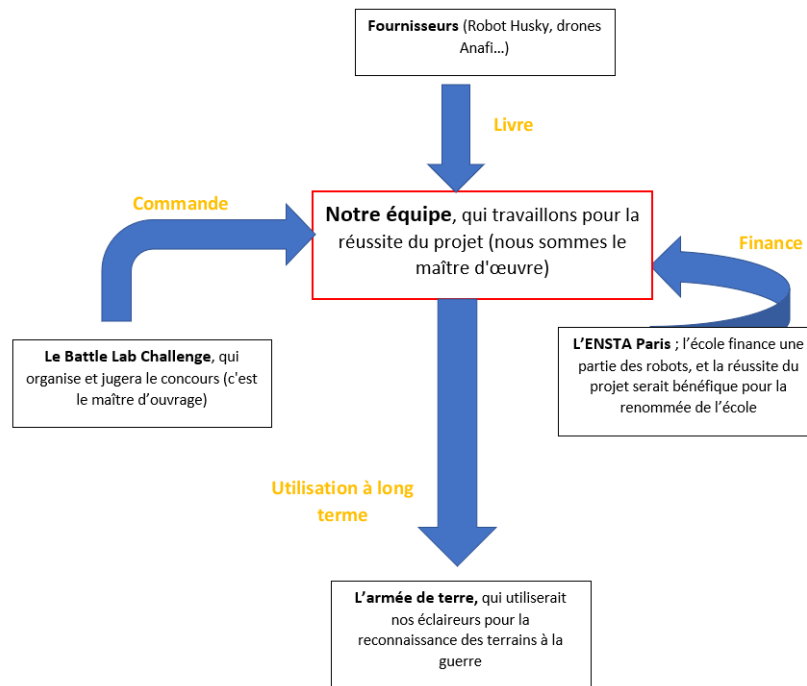 Fournisseurs (Robot Husky, drones
Anafi…)
Livre
Commande
Notre équipe, qui travaillons pour la
réussite du projet (nous sommes le
maître d'œuvre)
Finance
Le Battle Lab Challenge, qui
organise et jugera le concours (c'est
le maître d’ouvrage)
L’ENSTA Paris ; l’école finance une
partie des robots, et la réussite du
projet serait bénéfique pour la
renommée de l’école
Utilisation à long
terme
L’armée de terre, qui utiliserait
nos éclaireurs pour la
reconnaissance des terrains à la
guerre